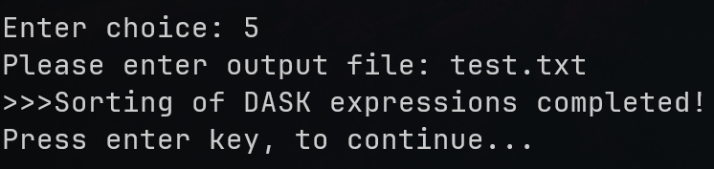 Enter choice: 5
Please enter output file: test.txt
>>>Sorting of DASK expressions completed!
Press enter key, to continue...